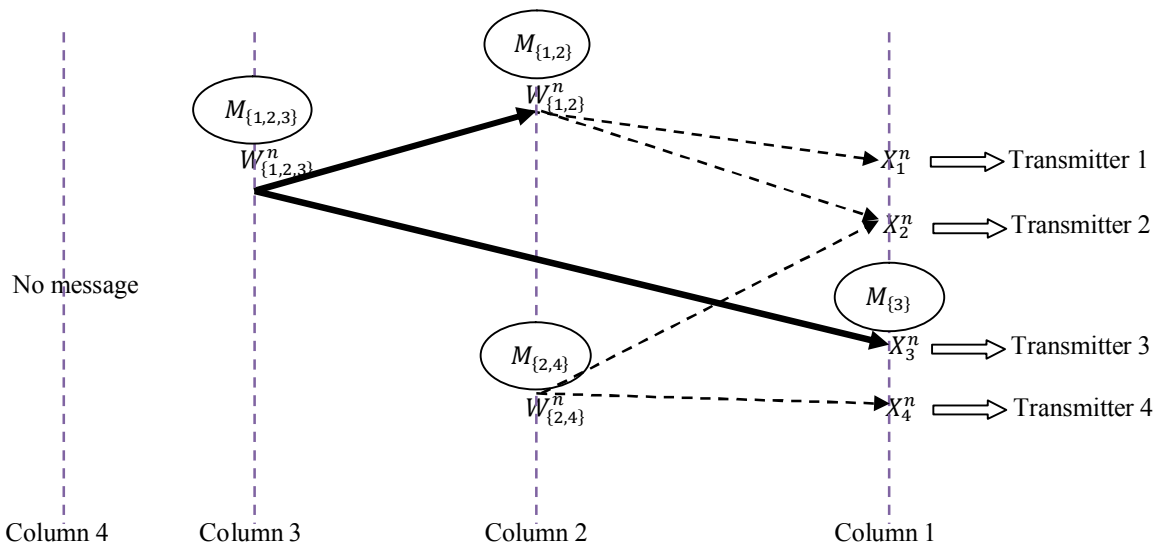 M_{1,2}
W^n_{1,2}
M_{1,2,3}
W^n_{1,2,3}
X^n_1 Transmitter 1
X^n_2 Transmitter 2
No message
M_{3}
X^n_3 Transmitter 3
M_{2,4}
W^n_{2,4}
X^n_4 Transmitter 4
Column 4 Column 3 Column 2 Column 1